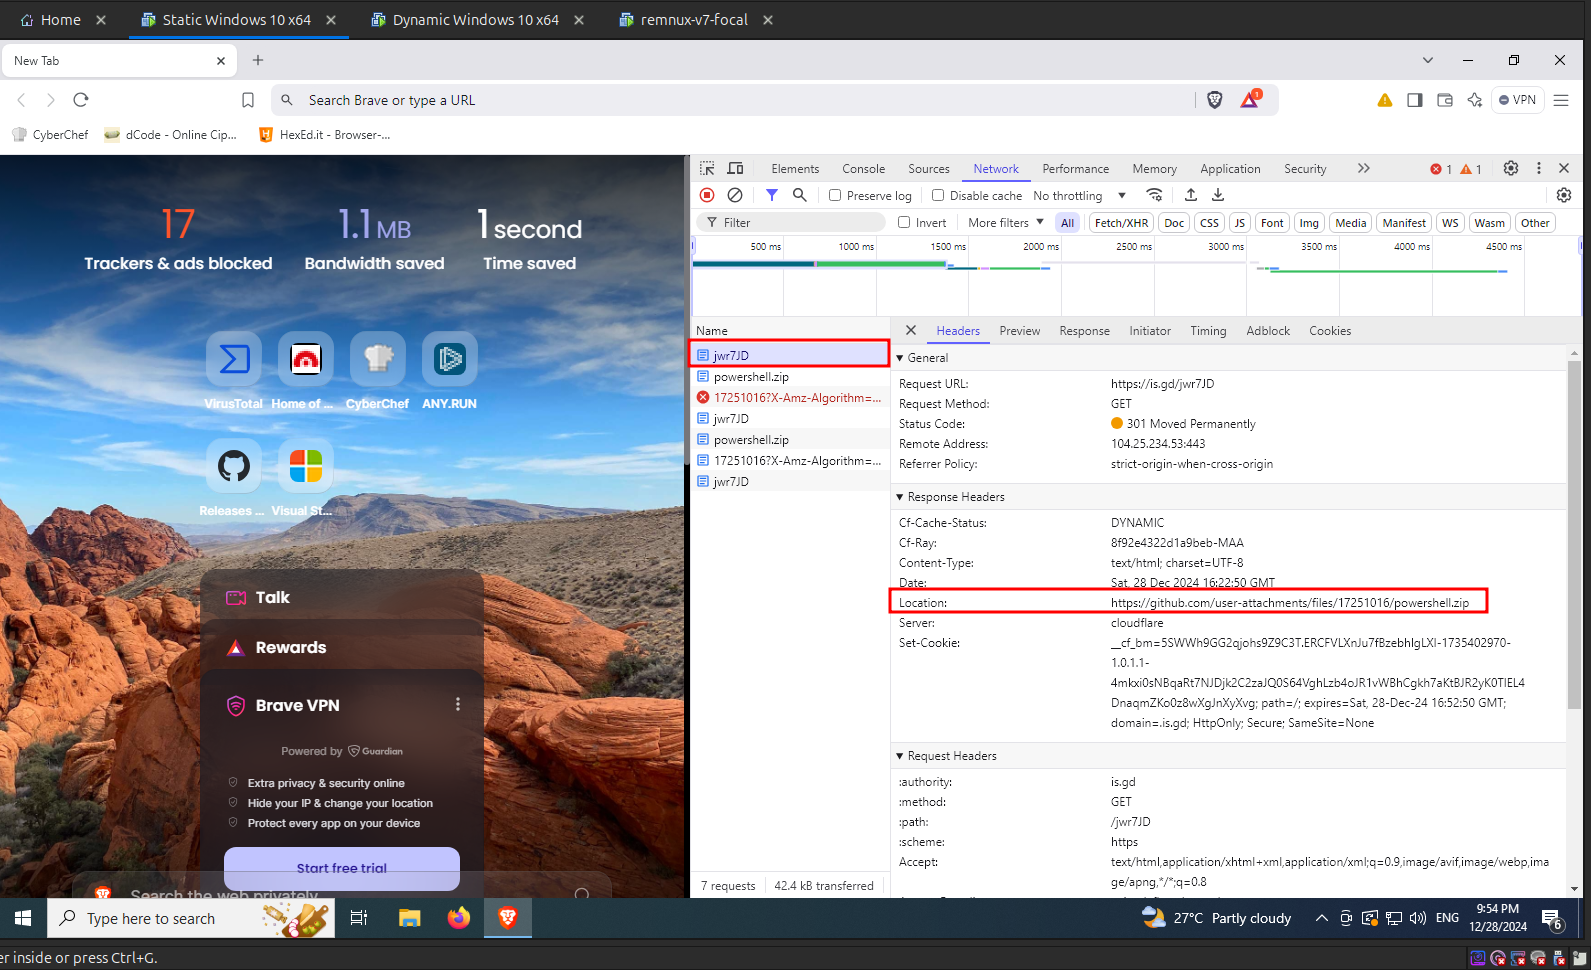 Home
Static Windows 10 x64
Dynamic Windows 10 x64
remnux-v7-focal
New Tab
Search Brave or type a URL
1
VPN
CyberChef
dCode - Online Cip...
HexEd.it - Browser-...
17
Trackers & ads blocked
1.1 MB
Bandwidth saved
1 second
Time saved
VirusTotal
Home of ...
CyberChef
ANY.RUN
Releases ...
Visual St...
Talk
Rewards
Brave VPN
Powered by Guardian
Extra privacy & security online
Hide your IP & change your location
Protect every app on your device
Start free trial
Search the web privately
Elements
Console
Sources
Network
Performance
Memory
Application
Security
1
1
Preserve log
Disable cache
No throttling
Filter
Invert
More filters
All
Fetch/XHR
Doc
CSS
JS
Font
Img
Media
Manifest
WS
Wasm
Other
500 ms
1000 ms
1500 ms
2000 ms
2500 ms
3000 ms
3500 ms
4000 ms
4500 ms
Name
jwr7JD
powershell.zip
17251016?X-Amz-Algorithm=...
jwr7JD
powershell.zip
17251016?X-Amz-Algorithm=...
jwr7JD
7 requests
42.4 kB transferred
Headers
Preview
Response
Initiator
Timing
Adblock
Cookies
General
Request URL: https://is.gd/jwr7JD
Request Method: GET
Status Code: 301 Moved Permanently
Remote Address: 104.25.234.53:443
Referrer Policy: strict-origin-when-cross-origin
Response Headers
Cf-Cache-Status: DYNAMIC
Cf-Ray: 8f92e4322d1a9beb-MAA
Content-Type: text/html; charset=UTF-8
Date: Sat, 28 Dec 2024 16:22:50 GMT
Location: https://github.com/user-attachments/files/17251016/powershell.zip
Server: cloudflare
Set-Cookie: __cf_bm=5SWWh9GG2qjohs9Z9C3T.ERCFVLXnJu7fBzebhIgLXI-1735402970-
1.0.1.1-
4mkxi0sNBqaRt7NJDjk2C2zaJQ0S64VghLzb4oJR1vWBhCgkh7aKtBJR2yK0TIEL4
DnaqmZKo0z8wXgJnXyXvg; path=/; expires=Sat, 28-Dec-24 16:52:50 GMT;
domain=.is.gd; HttpOnly; Secure; SameSite=None
Request Headers
:authority: is.gd
:method: GET
:path: /jwr7JD
:scheme: https
Accept: text/html,application/xhtml+xml,application/xml;q=0.9,image/avif,image/webp,ima
ge/apng,*/*;q=0.8
Type here to search
27°C Partly cloudy
ENG
9:54 PM
12/28/2024
6
er inside or press Ctrl+G.